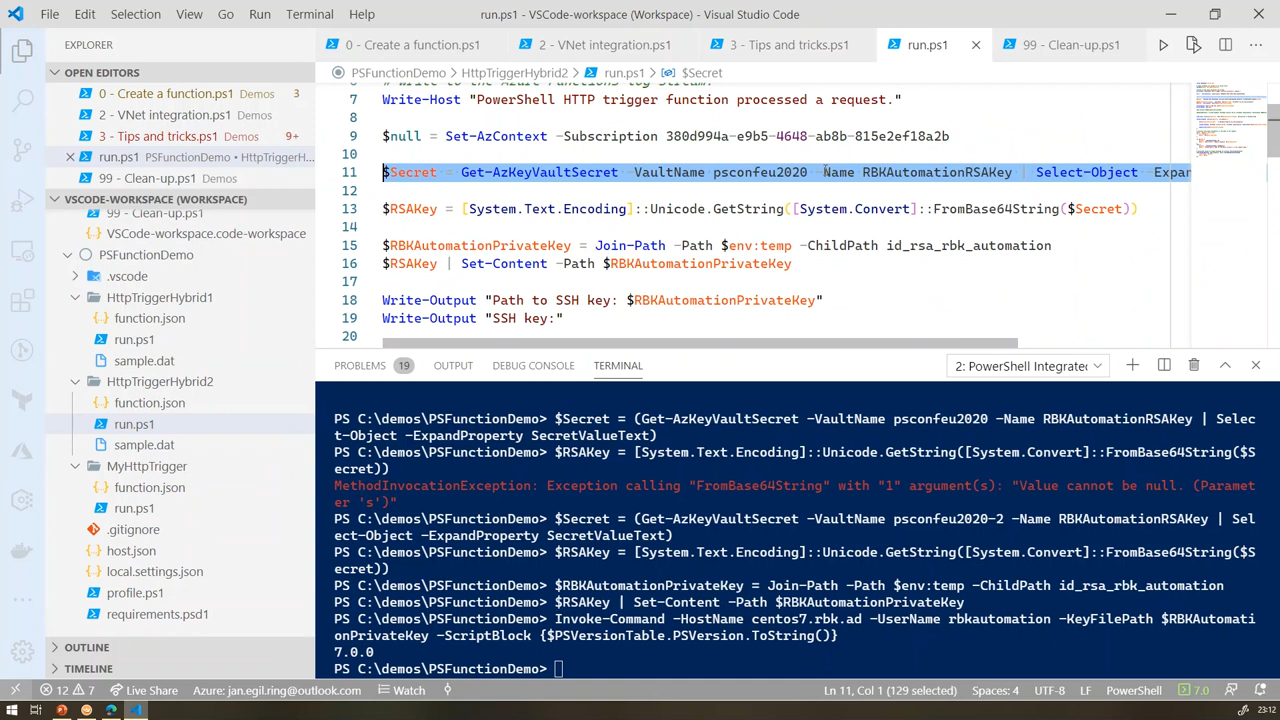 File Edit Selection View Go Run Terminal Help
run.ps1 - VSCode-workspace (Workspace) - Visual Studio Code
EXPLORER
0 - Create a function.ps1
2 - VNet integration.ps1
3 - Tips and tricks.ps1
run.ps1
99 - Clean-up.ps1
OPEN EDITORS
0 - Create a function.ps1 Demos 3
2 - VNet integration.ps1 Demos
3 - Tips and tricks.ps1 Demos 9+
run.ps1 PSFunctionDemo • HttpTriggerH...
99 - Clean-up.ps1 Demos
VSCODE-WORKSPACE (WORKSPACE)
99 - Clean-up.ps1
VSCode-workspace.code-workspace
PSFunctionDemo
.vscode
HttpTriggerHybrid1
function.json
run.ps1
sample.dat
HttpTriggerHybrid2
function.json
run.ps1
sample.dat
MyHttpTrigger
function.json
run.ps1
.gitignore
host.json
local.settings.json
profile.ps1
requirements.psd1
OUTLINE
TIMELINE
PSFunctionDemo > HttpTriggerHybrid2 > run.ps1 > $Secret
7 Write-Host "PowerShell HTTP trigger function processed a request."
8
9 $null = Set-AzContext -Subscription 380d994a-e9b5-4648-ab8b-815e2ef18a2b
10
11 $Secret = Get-AzKeyVaultSecret -VaultName psconfeu2020 -Name RBKAutomationRSAKey | Select-Object -Expan
12
13 $RSAKey = [System.Text.Encoding]::Unicode.GetString([System.Convert]::FromBase64String($Secret))
14
15 $RBKAutomationPrivateKey = Join-Path -Path $env:temp -ChildPath id_rsa_rbk_automation
16 $RSAKey | Set-Content -Path $RBKAutomationPrivateKey
17
18 Write-Output "Path to SSH key: $RBKAutomationPrivateKey"
19 Write-Output "SSH key:"
20
PROBLEMS 19 OUTPUT DEBUG CONSOLE TERMINAL
2: PowerShell Integrated
PS C:\demos\PSFunctionDemo> $Secret = (Get-AzKeyVaultSecret -VaultName psconfeu2020 -Name RBKAutomationRSAKey | Selec
t-Object -ExpandProperty SecretValueText)
PS C:\demos\PSFunctionDemo> $RSAKey = [System.Text.Encoding]::Unicode.GetString([System.Convert]::FromBase64String($S
ecret))
MethodInvocationException: Exception calling "FromBase64String" with "1" argument(s): "Value cannot be null. (Paramet
er 's')"
PS C:\demos\PSFunctionDemo> $Secret = (Get-AzKeyVaultSecret -VaultName psconfeu2020-2 -Name RBKAutomationRSAKey | Sel
ect-Object -ExpandProperty SecretValueText)
PS C:\demos\PSFunctionDemo> $RSAKey = [System.Text.Encoding]::Unicode.GetString([System.Convert]::FromBase64String($S
ecret))
PS C:\demos\PSFunctionDemo> $RBKAutomationPrivateKey = Join-Path -Path $env:temp -ChildPath id_rsa_rbk_automation
PS C:\demos\PSFunctionDemo> $RSAKey | Set-Content -Path $RBKAutomationPrivateKey
PS C:\demos\PSFunctionDemo> Invoke-Command -HostName centos7.rbk.ad -UserName rbkautomation -KeyFilePath $RBKAutomati
onPrivateKey -ScriptBlock {$PSVersionTable.PSVersion.ToString()}
7.0.0
PS C:\demos\PSFunctionDemo>
12 7 Live Share Azure: jan.egil.ring@outlook.com Watch
Ln 11, Col 1 (129 selected) Spaces: 4 UTF-8 LF PowerShell 7.0
23:12